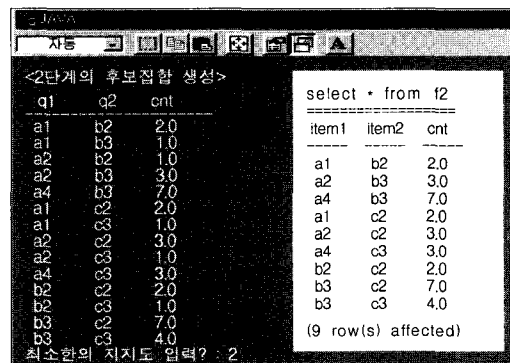 JAVA
자동
<2단계의 후보집합 생성>
q1 q2 cnt
a1 b2 2.0
a1 b3 1.0
a2 b2 1.0
a2 b3 3.0
a4 b3 7.0
a1 c2 2.0
a1 c3 1.0
a2 c2 3.0
a2 c3 1.0
a4 c3 3.0
b2 c2 2.0
b2 c3 1.0
b3 c2 7.0
b3 c3 4.0
최소한의 지지도 입력? : 2
select * from f2
item1 item2 cnt
a1 b2 2.0
a2 b3 3.0
a4 b3 7.0
a1 c2 2.0
a2 c2 3.0
a4 c3 3.0
b2 c2 2.0
b3 c2 7.0
b3 c3 4.0
(9 row(s) affected)